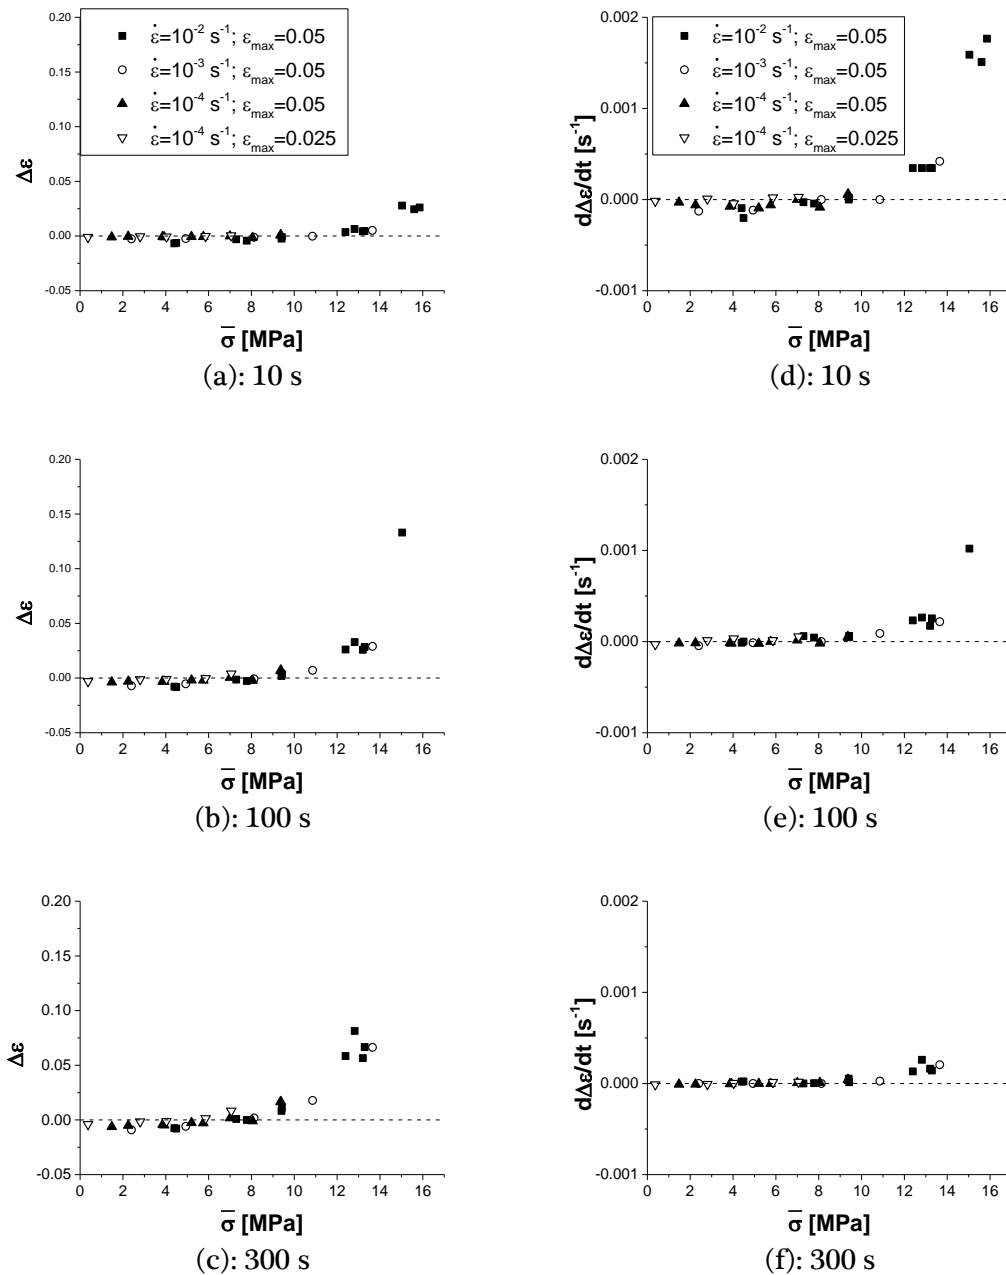 0.20
0.15
0.10
0.05
0.00
-0.05
Δε
ε̇=10⁻² s⁻¹; εmax=0.05
ε̇=10⁻³ s⁻¹; εmax=0.05
ε̇=10⁻⁴ s⁻¹; εmax=0.05
ε̇=10⁻⁴ s⁻¹; εmax=0.025
0 2 4 6 8 10 12 14 16
σ̅ [MPa]
(a): 10 s
0.002
0.001
0.000
-0.001
dΔε/dt [s⁻¹]
ε̇=10⁻² s⁻¹; εmax=0.05
ε̇=10⁻³ s⁻¹; εmax=0.05
ε̇=10⁻⁴ s⁻¹; εmax=0.05
ε̇=10⁻⁴ s⁻¹; εmax=0.025
0 2 4 6 8 10 12 14 16
σ̅ [MPa]
(d): 10 s
0.20
0.15
0.10
0.05
0.00
-0.05
Δε
0 2 4 6 8 10 12 14 16
σ̅ [MPa]
(b): 100 s
0.002
0.001
0.000
-0.001
dΔε/dt [s⁻¹]
0 2 4 6 8 10 12 14 16
σ̅ [MPa]
(e): 100 s
0.20
0.15
0.10
0.05
0.00
-0.05
Δε
0 2 4 6 8 10 12 14 16
σ̅ [MPa]
(c): 300 s
0.002
0.001
0.000
-0.001
dΔε/dt [s⁻¹]
0 2 4 6 8 10 12 14 16
σ̅ [MPa]
(f): 300 s